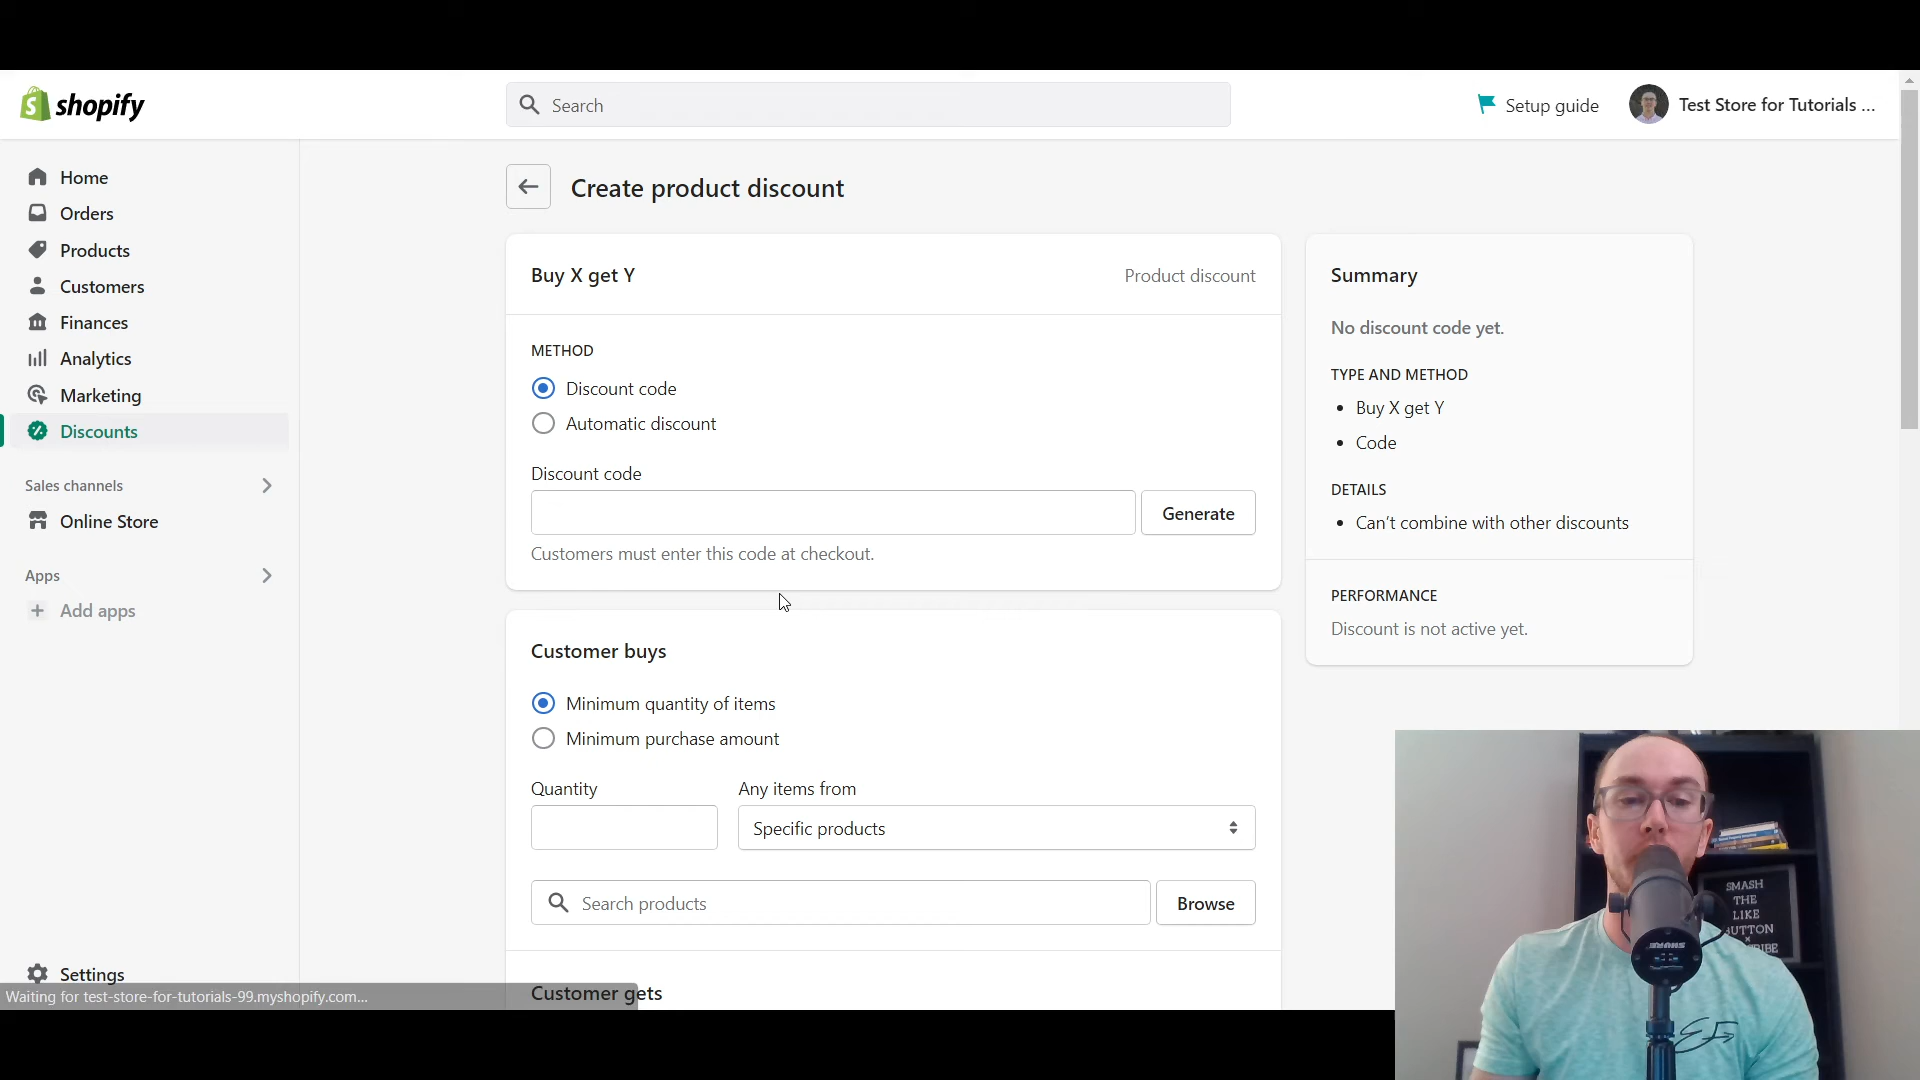 shopify
Search
Setup guide
Test Store for Tutorials ...
Home
Orders
Products
Customers
Finances
Analytics
Marketing
Discounts
Sales channels
Online Store
Apps
Add apps
Settings
Waiting for test-store-for-tutorials-99.myshopify.com...
Create product discount
Buy X get Y
Product discount
METHOD
Discount code
Automatic discount
Discount code
Generate
Customers must enter this code at checkout.
Customer buys
Minimum quantity of items
Minimum purchase amount
Quantity
Any items from
Specific products
Search products
Browse
Customer gets
Summary
No discount code yet.
TYPE AND METHOD
• Buy X get Y
• Code
DETAILS
• Can't combine with other discounts
PERFORMANCE
Discount is not active yet.
SMASH
THE
LIKE
BUTTON
SHURE